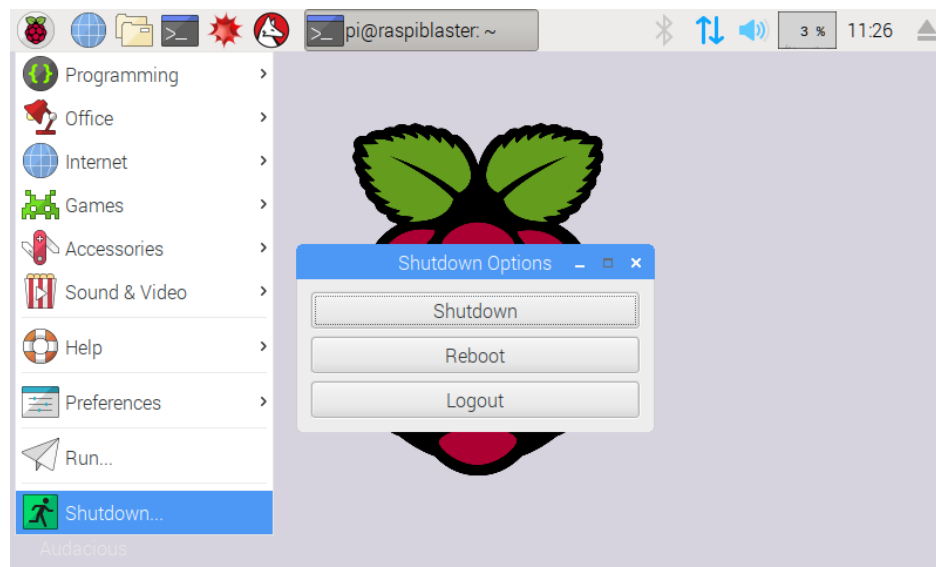 pi@raspiblaster: ~
3 %
11:26
Programming
Office
Internet
Games
Accessories
Sound & Video
Help
Preferences
Run...
Shutdown...
Audacious
Shutdown Options
Shutdown
Reboot
Logout